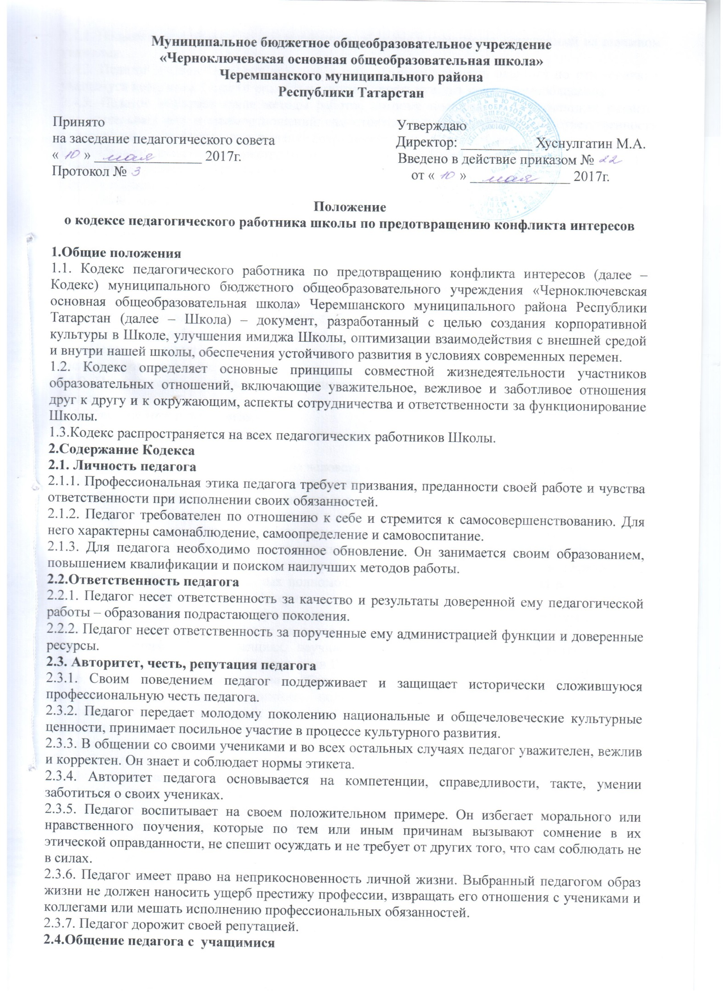 Муниципальное бюджетное общеобразовательное учреждение
«Черноключевская основная общеобразовательная школа»
Черемшанского муниципального района
Республики Татарстан
Принято
на заседание педагогического совета
« 10 » ________________ мая 2017г.
Протокол № 3
Утверждаю
Директор: __________ Хуснулгатин М.А.
Введено в действие приказом № 22
от « 10 » мая 2017г.
Положение
о кодексе педагогического работника школы по предотвращению конфликта интересов
1.Общие положения
1.1. Кодекс педагогического работника по предотвращению конфликта интересов (далее –
Кодекс) муниципального бюджетного общеобразовательного учреждения «Черноключевская
основная общеобразовательная школа» Черемшанского муниципального района Республики
Татарстан (далее – Школа) – документ, разработанный с целью создания корпоративной
культуры в Школе, улучшения имиджа Школы, оптимизации взаимодействия с внешней средой
и внутри нашей школы, обеспечения устойчивого развития в условиях современных перемен.
1.2. Кодекс определяет основные принципы совместной жизнедеятельности участников
образовательных отношений, включающие уважительное, вежливое и заботливое отношения
друг к другу и к окружающим, аспекты сотрудничества и ответственности за функционирование
Школы.
1.3.Кодекс распространяется на всех педагогических работников Школы.
2.Содержание Кодекса
2.1. Личность педагога
2.1.1. Профессиональная этика педагога требует призвания, преданности своей работе и чувства
ответственности при исполнении своих обязанностей.
2.1.2. Педагог требователен по отношению к себе и стремится к самосовершенствованию. Для
него характерны самонаблюдение, самоопределение и самовоспитание.
2.1.3. Для педагога необходимо постоянное обновление. Он занимается своим образованием,
повышением квалификации и поиском наилучших методов работы.
2.2.Ответственность педагога
2.2.1. Педагог несет ответственность за качество и результаты доверенной ему педагогической
работы – образования подрастающего поколения.
2.2.2. Педагог несет ответственность за порученные ему администрацией функции и доверенные
ресурсы.
2.3. Авторитет, честь, репутация педагога
2.3.1. Своим поведением педагог поддерживает и защищает исторически сложившуюся
профессиональную честь педагога.
2.3.2. Педагог передает молодому поколению национальные и общечеловеческие культурные
ценности, принимает посильное участие в процессе культурного развития.
2.3.3. В общении со своими учениками и во всех остальных случаях педагог уважителен, вежлив
и корректен. Он знает и соблюдает нормы этикета.
2.3.4. Авторитет педагога основывается на компетенции, справедливости, такте, умении
заботиться о своих учениках.
2.3.5. Педагог воспитывает на своем положительном примере. Он избегает морального или
нравственного поучения, которые по тем или иным причинам вызывают сомнение в их
этической оправданности, не спешит осуждать и не требует от других того, что сам соблюдать не
в силах.
2.3.6. Педагог имеет право на неприкосновенность личной жизни. Выбранный педагогом образ
жизни не должен наносить ущерб престижу профессии, извращать его отношения с учениками и
коллегами или мешать исполнению профессиональных обязанностей.
2.3.7. Педагог дорожит своей репутацией.
2.4.Общение педагога с учащимися